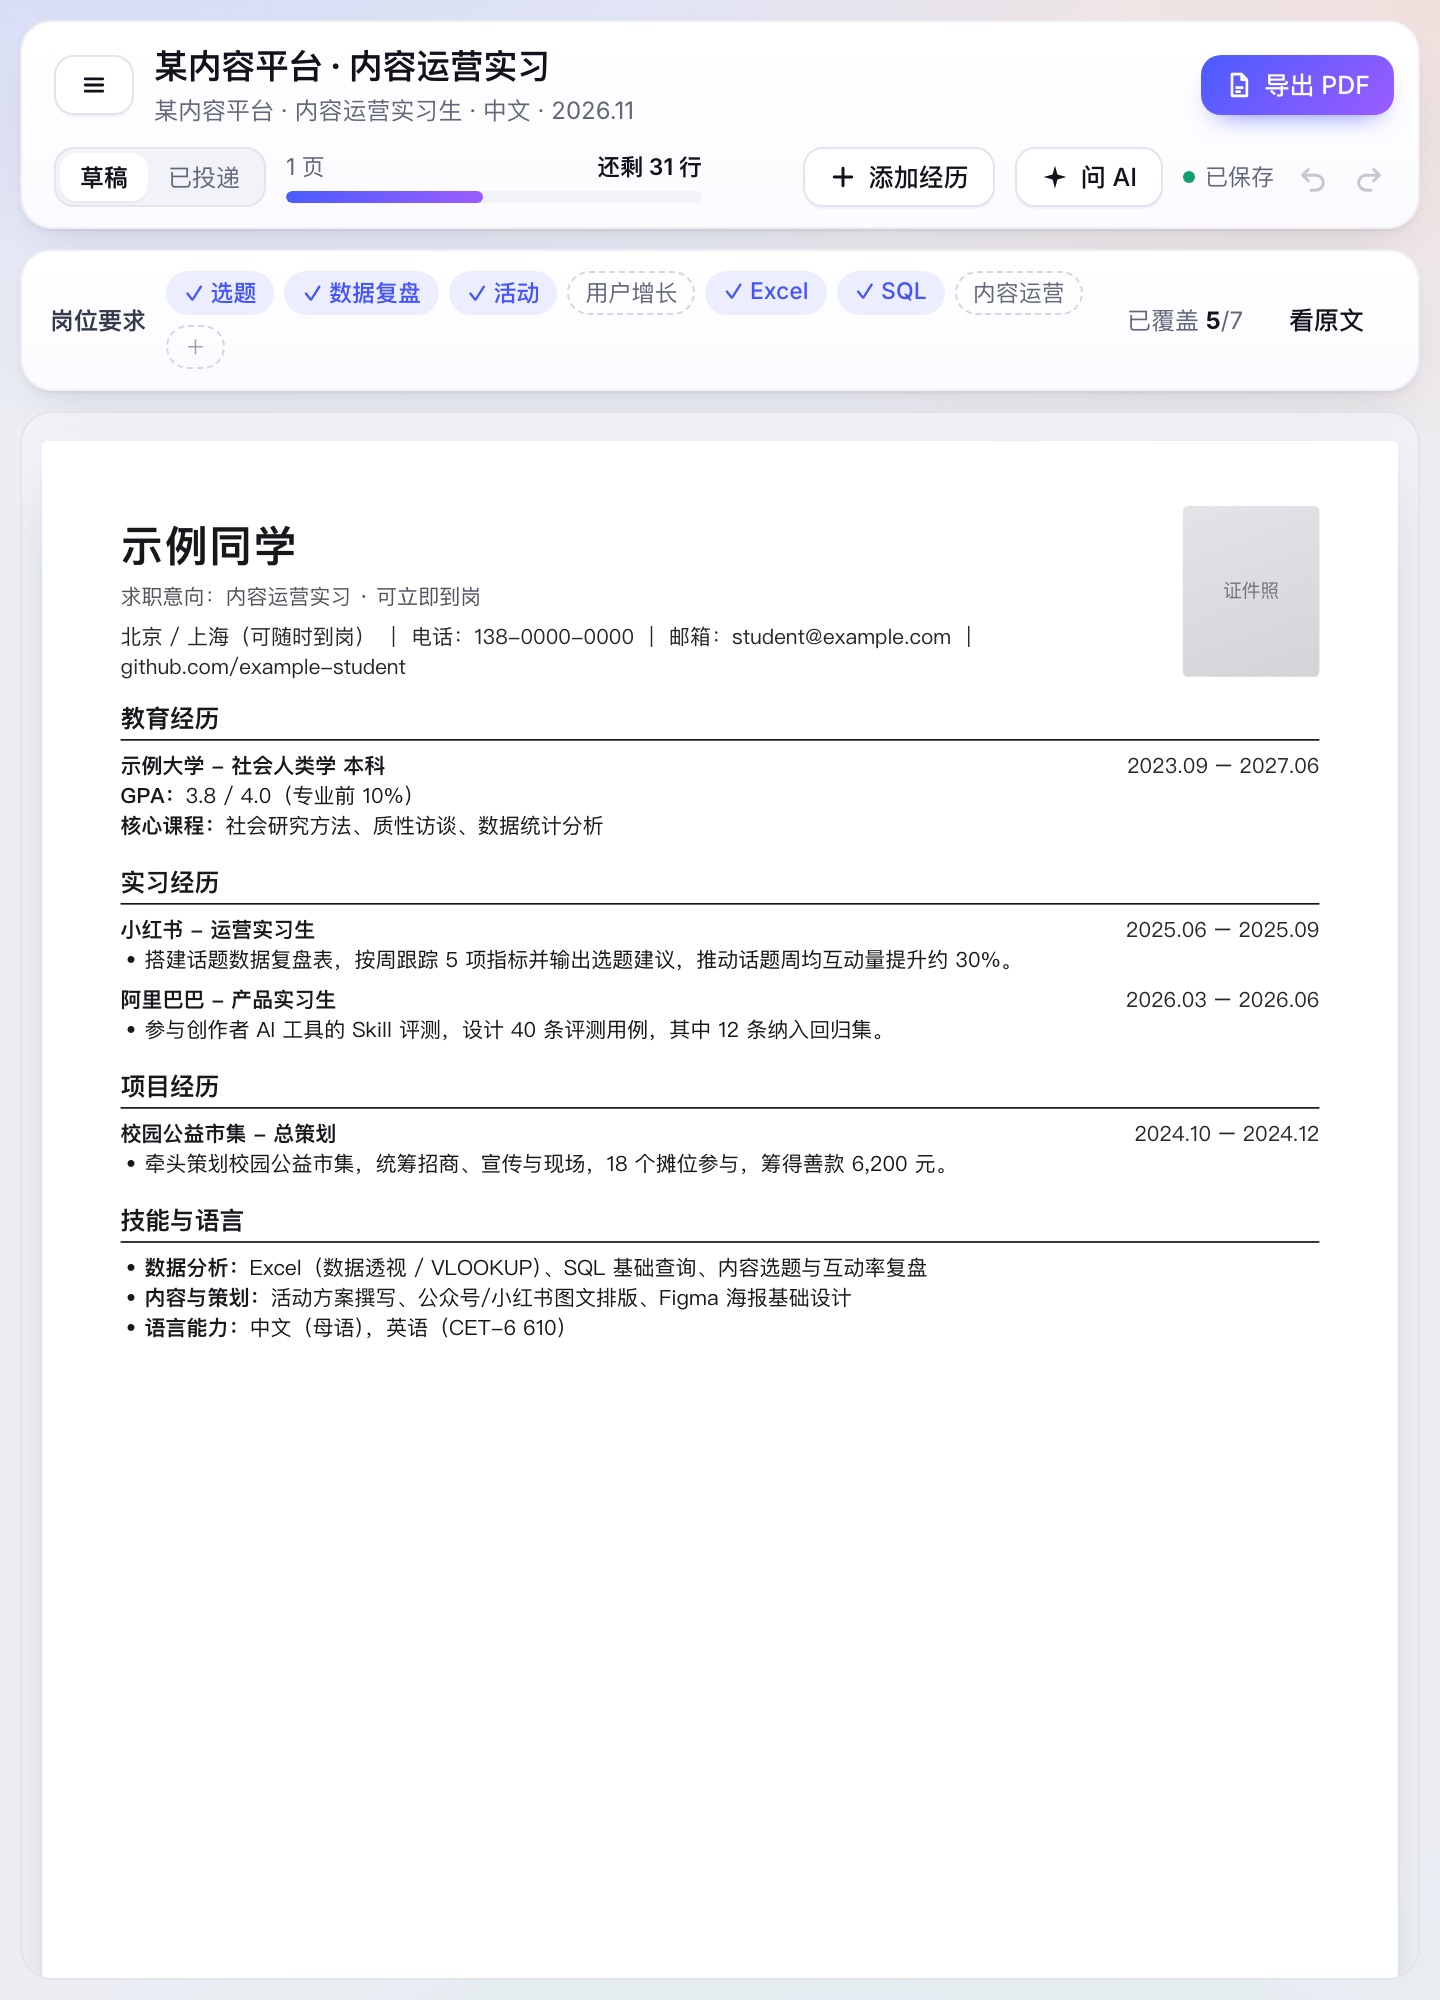 某内容平台 · 内容运营实习
某内容平台 · 内容运营实习生 · 中文 · 2026.11
导出 PDF
草稿
已投递
1 页
还剩 31 行
添加经历
问 AI
已保存
岗位要求
选题
数据复盘
活动
用户增长
Excel
SQL
内容运营
+
已覆盖 5/7
看原文
示例同学
证件照
求职意向：内容运营实习 · 可立即到岗
北京 / 上海（可随时到岗） | 电话：138-0000-0000 | 邮箱：student@example.com |
github.com/example-student
教育经历
示例大学 – 社会人类学 本科 2023.09 — 2027.06
GPA：3.8 / 4.0（专业前 10%）
核心课程：社会研究方法、质性访谈、数据统计分析
实习经历
小红书 – 运营实习生 2025.06 — 2025.09
• 搭建话题数据复盘表，按周跟踪 5 项指标并输出选题建议，推动话题周均互动量提升约 30%。
阿里巴巴 – 产品实习生 2026.03 — 2026.06
• 参与创作者 AI 工具的 Skill 评测，设计 40 条评测用例，其中 12 条纳入回归集。
项目经历
校园公益市集 – 总策划 2024.10 — 2024.12
• 牵头策划校园公益市集，统筹招商、宣传与现场，18 个摊位参与，筹得善款 6,200 元。
技能与语言
• 数据分析：Excel（数据透视 / VLOOKUP）、SQL 基础查询、内容选题与互动率复盘
• 内容与策划：活动方案撰写、公众号/小红书图文排版、Figma 海报基础设计
• 语言能力：中文（母语），英语（CET-6 610）